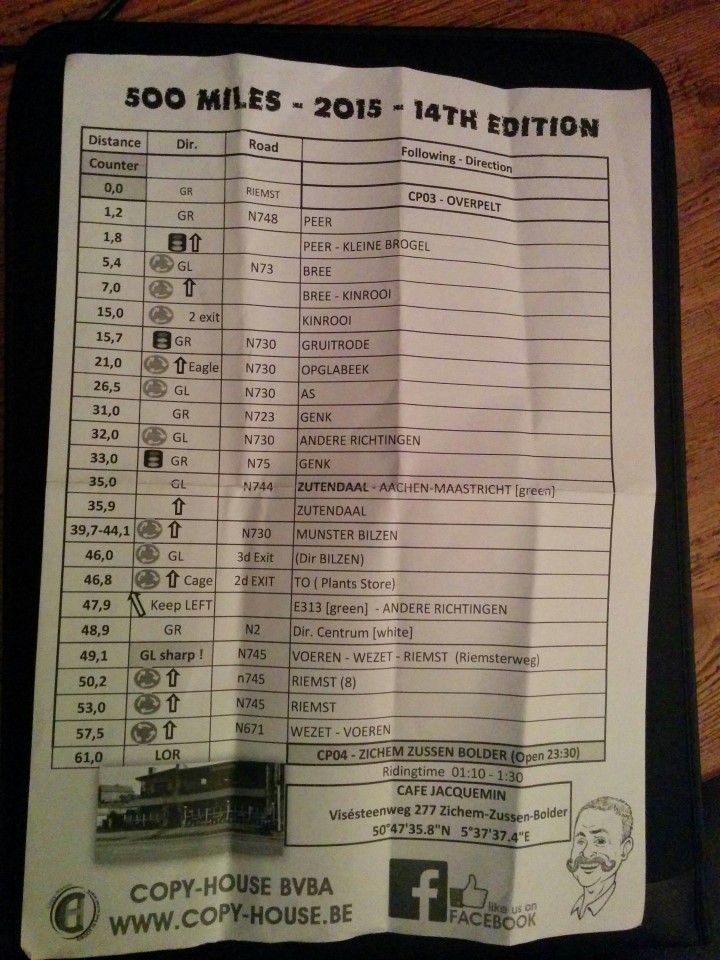 500 MILES - 2015 - 14TH EDITION
Distance Dir. Road Following - Direction
Counter
0,0 GR RIEMST CP03 - OVERPELT
1,2 GR N748 PEER
1,8 PEER - KLEINE BROGEL
5,4 GL N73 BREE
7,0 BREE - KINROOI
15,0 2 exit KINROOI
15,7 GR N730 GRUITRODE
21,0 Eagle N730 OPGLABEEK
26,5 GL N730 AS
31,0 GR N723 GENK
32,0 GL N730 ANDERE RICHTINGEN
33,0 GR N75 GENK
35,0 GL N744 ZUTENDAAL - AACHEN-MAASTRICHT [green]
35,9 ZUTENDAAL
39,7-44,1 N730 MUNSTER BILZEN
46,0 GL 3d Exit (Dir BILZEN)
46,8 Cage 2d EXIT TO ( Plants Store)
47,9 Keep LEFT E313 [green] - ANDERE RICHTINGEN
48,9 GR N2 Dir. Centrum [white]
49,1 GL sharp ! N745 VOEREN - WEZET - RIEMST (Riemsterweg)
50,2 n745 RIEMST (8)
53,0 N745 RIEMST
57,5 N671 WEZET - VOEREN
61,0 LOR CP04 - ZICHEM ZUSSEN BOLDER (Open 23:30)
Ridingtime 01:10 - 1:30
CAFE JACQUEMIN
Visésteenweg 277 Zichem-Zussen-Bolder
50°47'35.8"N 5°37'37.4"E
COPY-HOUSE BVBA
WWW.COPY-HOUSE.BE
f like us on
FACEBOOK